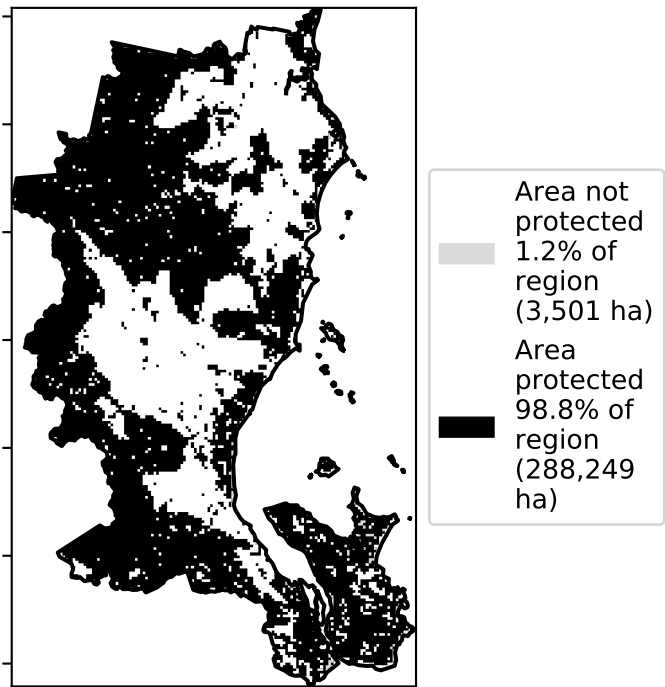 Area not
protected
1.2% of
region
(3,501 ha)
Area
protected
98.8% of
region
(288,249
ha)